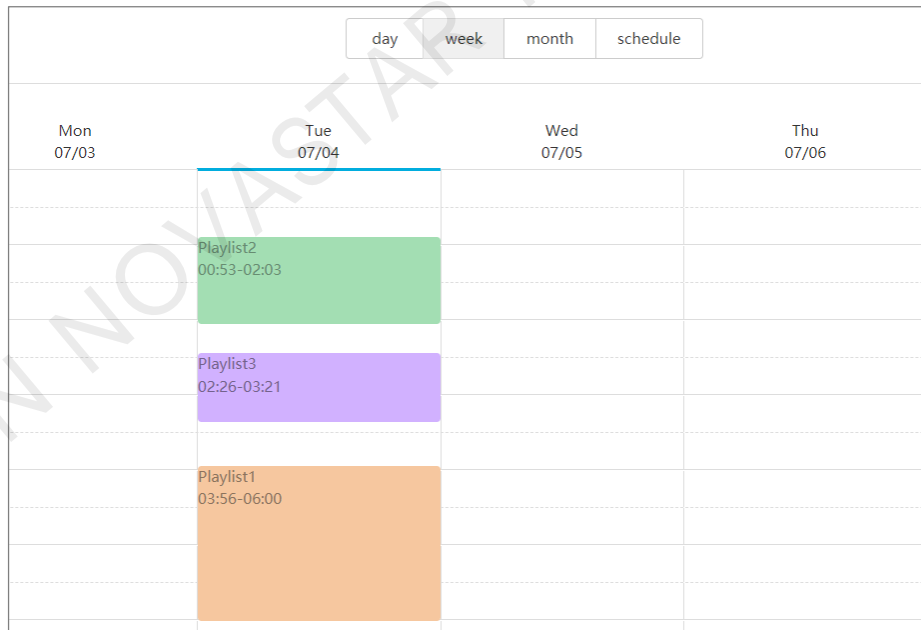 day week month schedule
Mon Tue Wed Thu
07/03 07/04 07/05 07/06
Playlist2
00:53-02:03
Playlist3
02:26-03:21
Playlist1
03:56-06:00
NOVASTAR